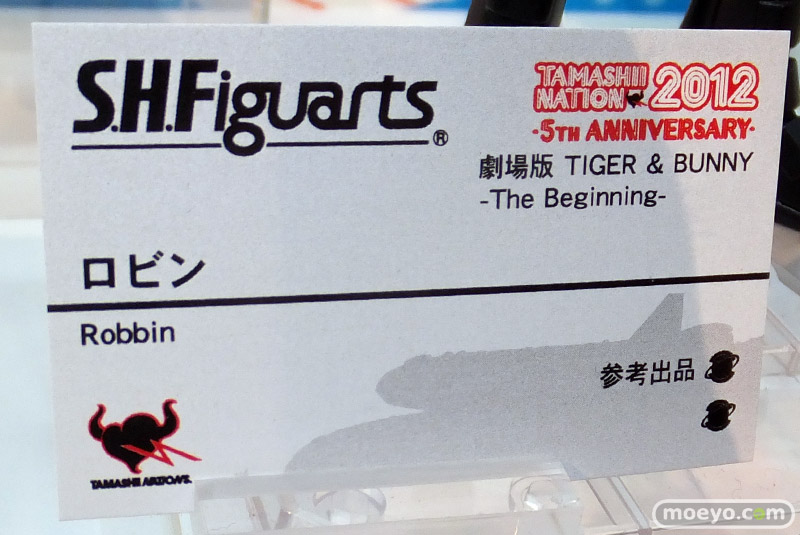 S.H.Figuarts®
TAMASHII
NATION 2012
-5TH ANNIVERSARY-
劇場版 TIGER & BUNNY
-The Beginning-
ロビン
Robbin
参考出品
TAMASHII NATIONS
moeyo.com